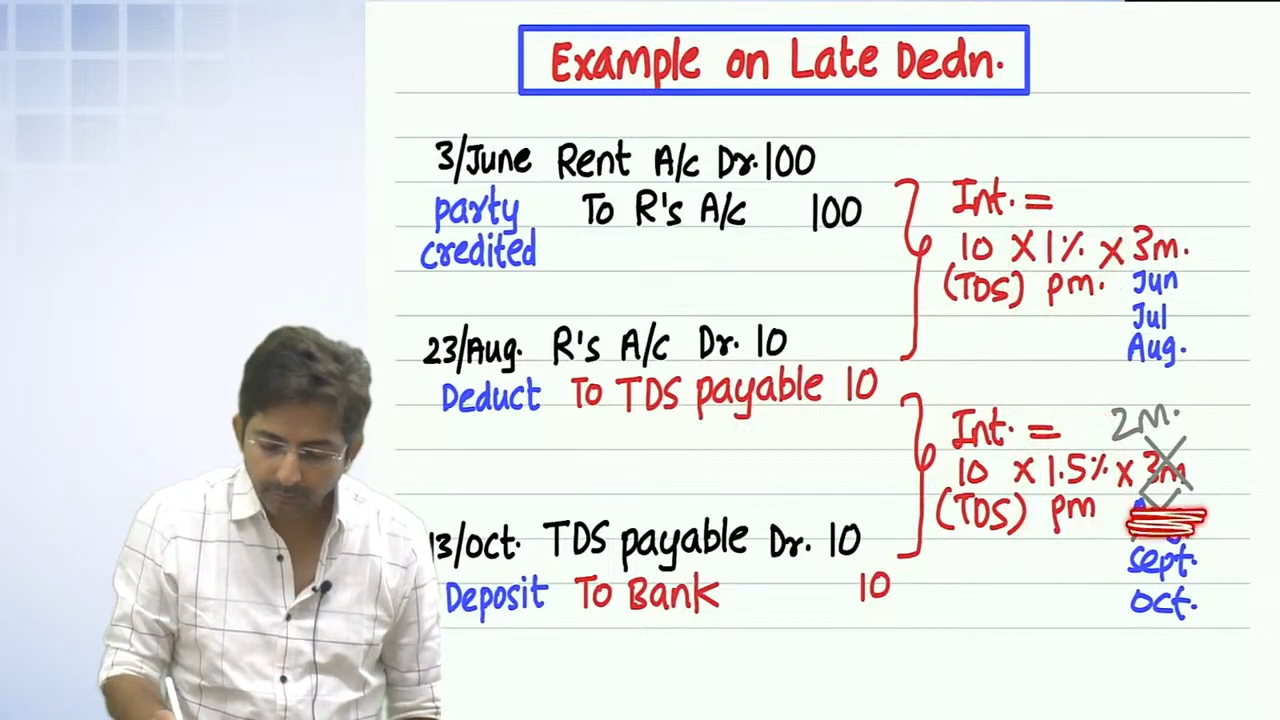 Example on Late Dedn.
3/June Rent A/c Dr. 100
party To R's A/c 100
credited
Int. =
10 X 1% X 3m.
(TDS) pm. Jun
Jul
Aug.
23/Aug. R's A/c Dr. 10
Deduct To TDS payable 10
Int. = 2m.
10 X 1.5% X 3m
(TDS) pm
13/Oct. TDS payable Dr. 10
Deposit To Bank 10
Sept.
Oct.